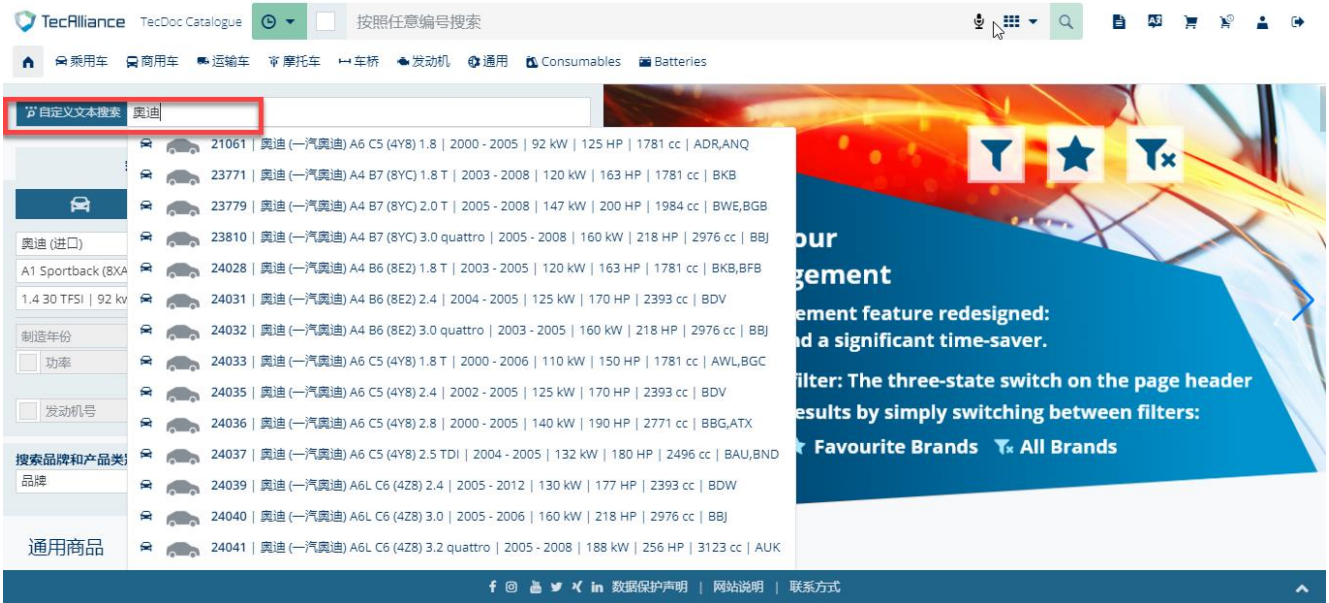 TecAlliance TecDoc Catalogue 按照任意编号搜索
乘用车 商用车 运输车 摩托车 车桥 发动机 通用 Consumables Batteries
自定义文本搜索 奥迪
21061 | 奥迪 (一汽奥迪) A6 C5 (4Y8) 1.8 | 2000 - 2005 | 92 kW | 125 HP | 1781 cc | ADR,ANQ
23771 | 奥迪 (一汽奥迪) A4 B7 (8YC) 1.8 T | 2003 - 2008 | 120 kW | 163 HP | 1781 cc | BKB
23779 | 奥迪 (一汽奥迪) A4 B7 (8YC) 2.0 T | 2005 - 2008 | 147 kW | 200 HP | 1984 cc | BWE,BGB
23810 | 奥迪 (一汽奥迪) A4 B7 (8YC) 3.0 quattro | 2005 - 2008 | 160 kW | 218 HP | 2976 cc | BBJ
24028 | 奥迪 (一汽奥迪) A4 B6 (8E2) 1.8 T | 2003 - 2005 | 120 kW | 163 HP | 1781 cc | BKB,BFB
24031 | 奥迪 (一汽奥迪) A4 B6 (8E2) 2.4 | 2004 - 2005 | 125 kW | 170 HP | 2393 cc | BDV
24032 | 奥迪 (一汽奥迪) A4 B6 (8E2) 3.0 quattro | 2003 - 2005 | 160 kW | 218 HP | 2976 cc | BBJ
24033 | 奥迪 (一汽奥迪) A6 C5 (4Y8) 1.8 T | 2000 - 2006 | 110 kW | 150 HP | 1781 cc | AWL,BGC
24035 | 奥迪 (一汽奥迪) A6 C5 (4Y8) 2.4 | 2002 - 2005 | 125 kW | 170 HP | 2393 cc | BDV
24036 | 奥迪 (一汽奥迪) A6 C5 (4Y8) 2.8 | 2000 - 2005 | 140 kW | 190 HP | 2771 cc | BBG,ATX
24037 | 奥迪 (一汽奥迪) A6 C5 (4Y8) 2.5 TDI | 2004 - 2005 | 132 kW | 180 HP | 2496 cc | BAU,BND
24039 | 奥迪 (一汽奥迪) A6L C6 (4Z8) 2.4 | 2005 - 2012 | 130 kW | 177 HP | 2393 cc | BDW
24040 | 奥迪 (一汽奥迪) A6L C6 (4Z8) 3.0 | 2005 - 2006 | 160 kW | 218 HP | 2976 cc | BBJ
24041 | 奥迪 (一汽奥迪) A6L C6 (4Z8) 3.2 quattro | 2005 - 2008 | 188 kW | 256 HP | 3123 cc | AUK
奥迪 (进口)
A1 Sportback (8XA
1.4 30 TFSI | 92 kw
制造年份
功率
发动机号
搜索品牌和产品类别
品牌
通用商品
our
gement
ement feature redesigned:
d a significant time-saver.
ilter: The three-state switch on the page header
esults by simply switching between filters:
Favourite Brands All Brands
数据保护声明 | 网站说明 | 联系方式